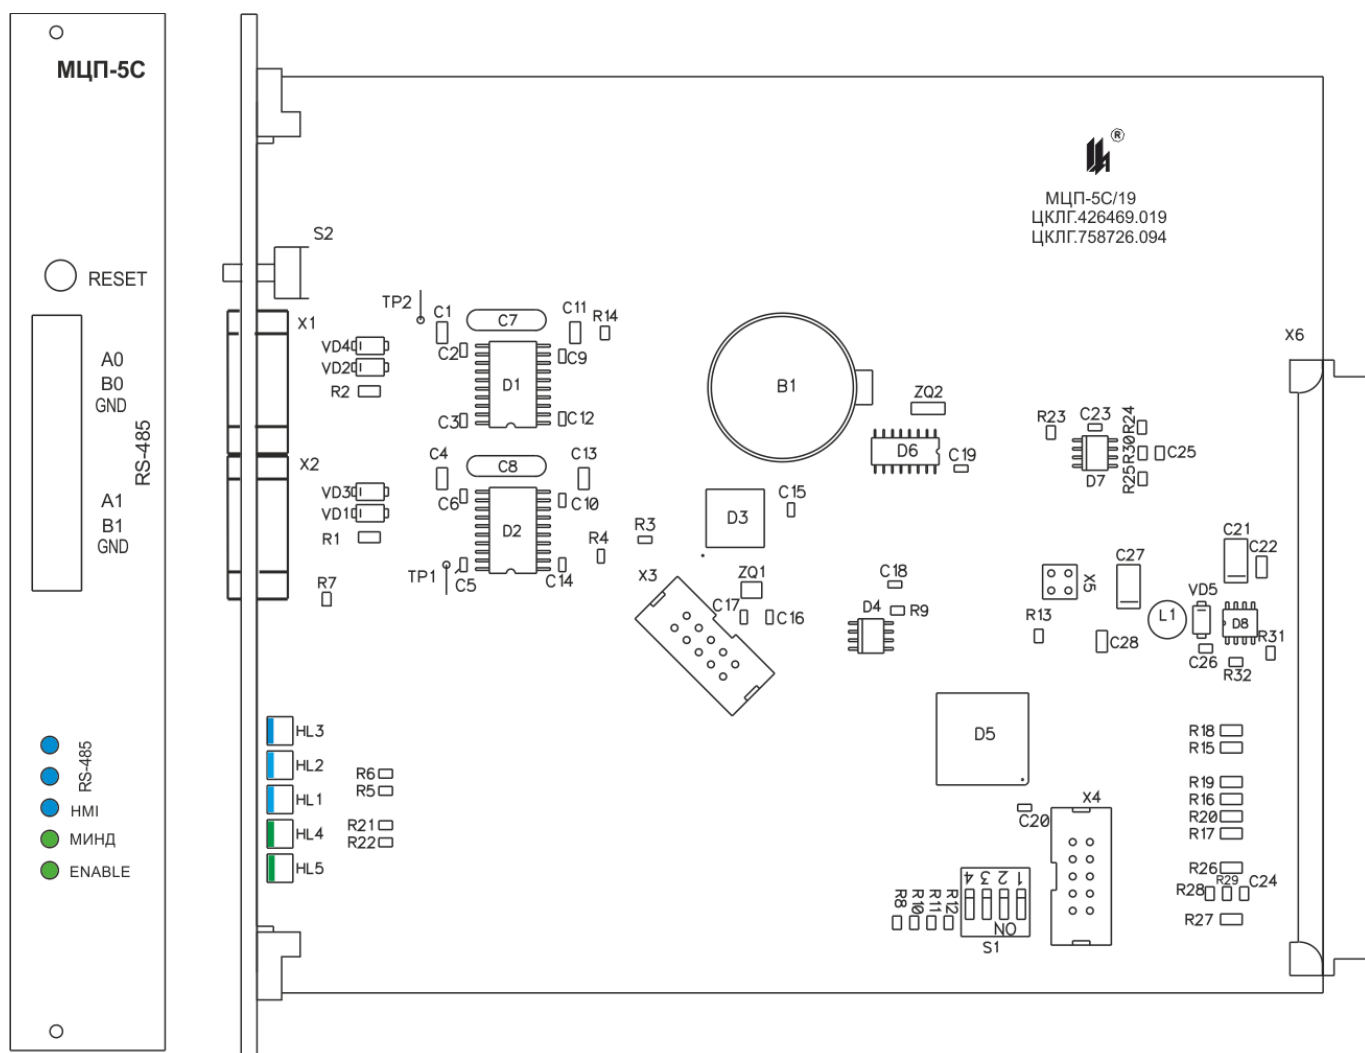 МЦП-5С
RESET
A0
B0
GND
RS-485
A1
B1
GND
RS-485
HMI
МИНД
ENABLE
®
МЦП-5С/19
ЦКЛГ.426469.019
ЦКЛГ.758726.094
S2
X1
TP2
C1
C7
C11
R14
VD4
VD2
R2
C2
D1
C9
C3
C12
X2
C4
C8
C13
VD3
VD1
R1
C6
D2
C10
R7
TP1
C5
C14
R4
R3
B1
ZQ2
D6
C19
D3
C15
X3
ZQ1
C17
C16
C18
D4
R9
X6
R23
C23
R24
R30
R25
C25
D7
C21
C22
C27
X5
VD5
L1
D8
R13
C28
C26
R31
R32
HL3
HL2
HL1
HL4
HL5
R6
R5
R21
R22
D5
X4
C20
R18
R15
R19
R16
R20
R17
R26
R29
R28
C24
R27
R8
R10
R11
R12
4 3 2 1
ON
S1